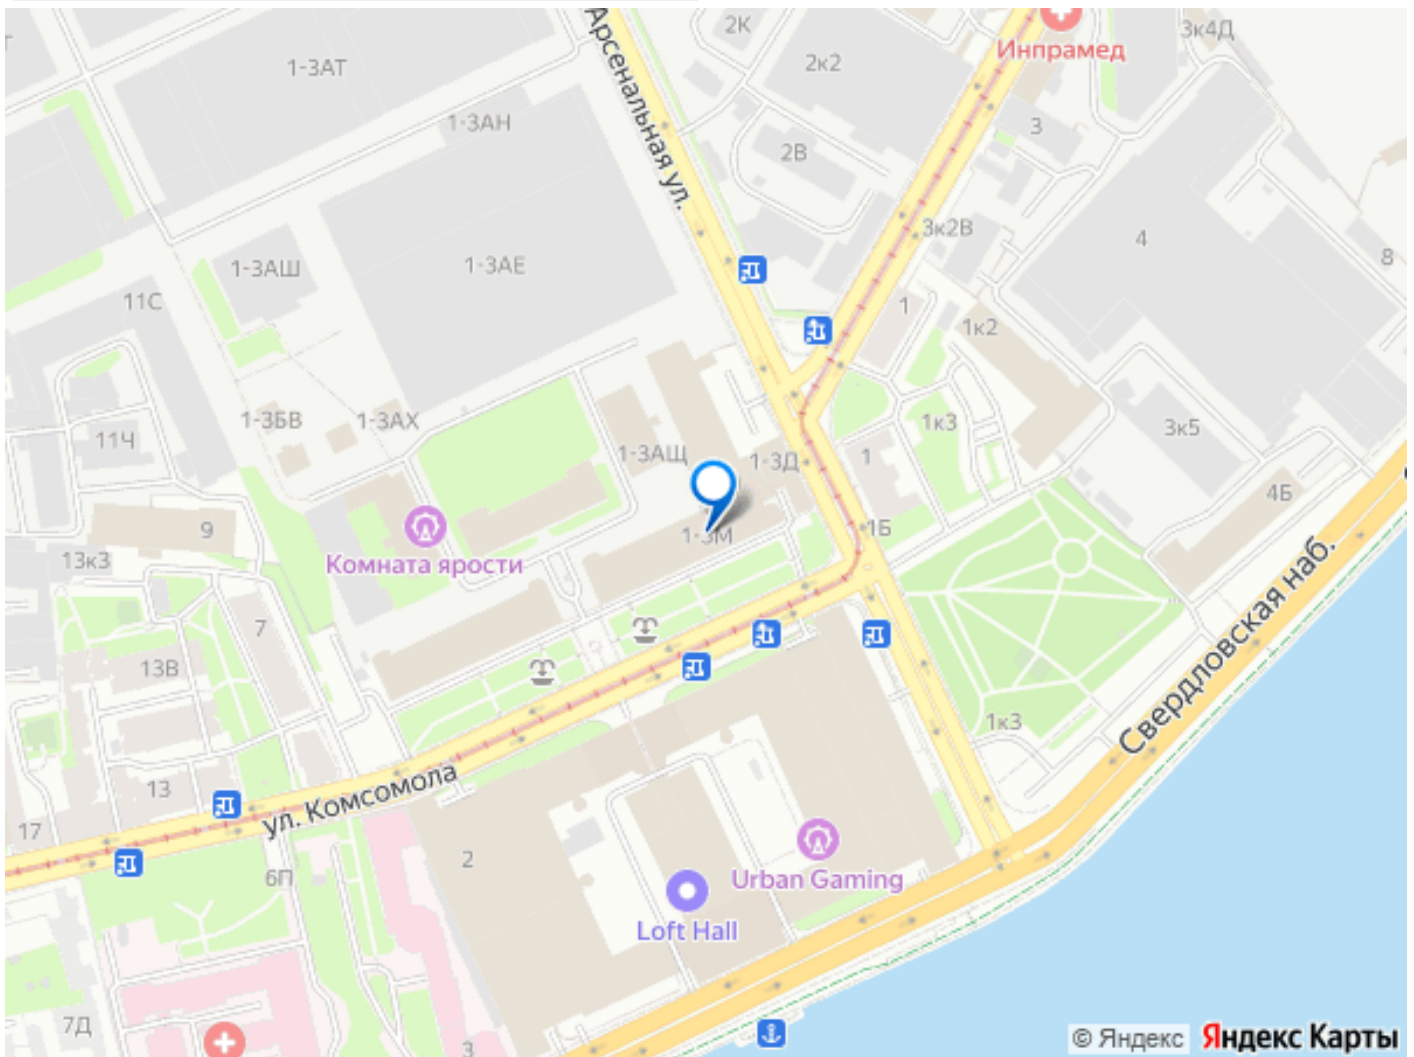 2К
3к4Д
Инпрамед
2к2
1-3АТ
1-3АН
3
2В
Арсенальная ул.
3к2В
4
8
1-3АШ
1-3АЕ
11С
1
1к2
1-3БВ
1-3АХ
1к3
3к5
11Ч
1-3АЩ
1-3Д
1
4Б
9
1-3М
1Б
13к3
Комната ярости
7
13В
Свердловская наб.
1к3
13
ул. Комсомола
17
2
6П
Urban Gaming
Loft Hall
7Д
3
© Яндекс
Яндекс Карты